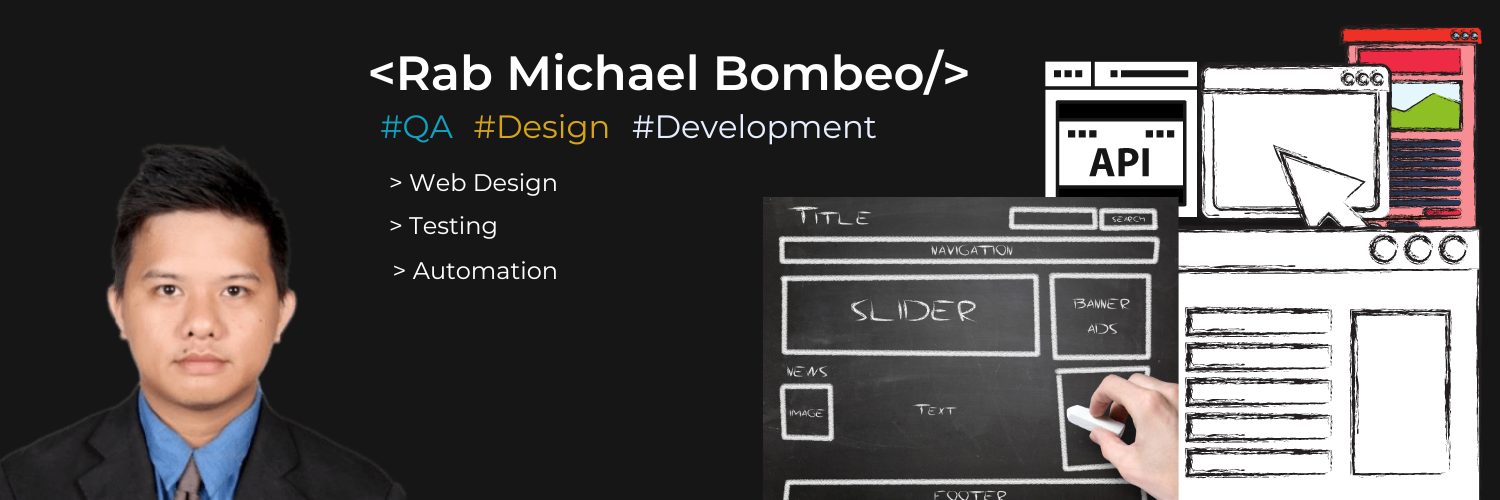 <Rab Michael Bombeo/>
#QA #Design #Development
> Web Design
> Testing
> Automation
API
TITLE
SEARCH
NAVIGATION
SLIDER
BANNER
ADS
NEWS
IMAGE
TEXT
FOOTER